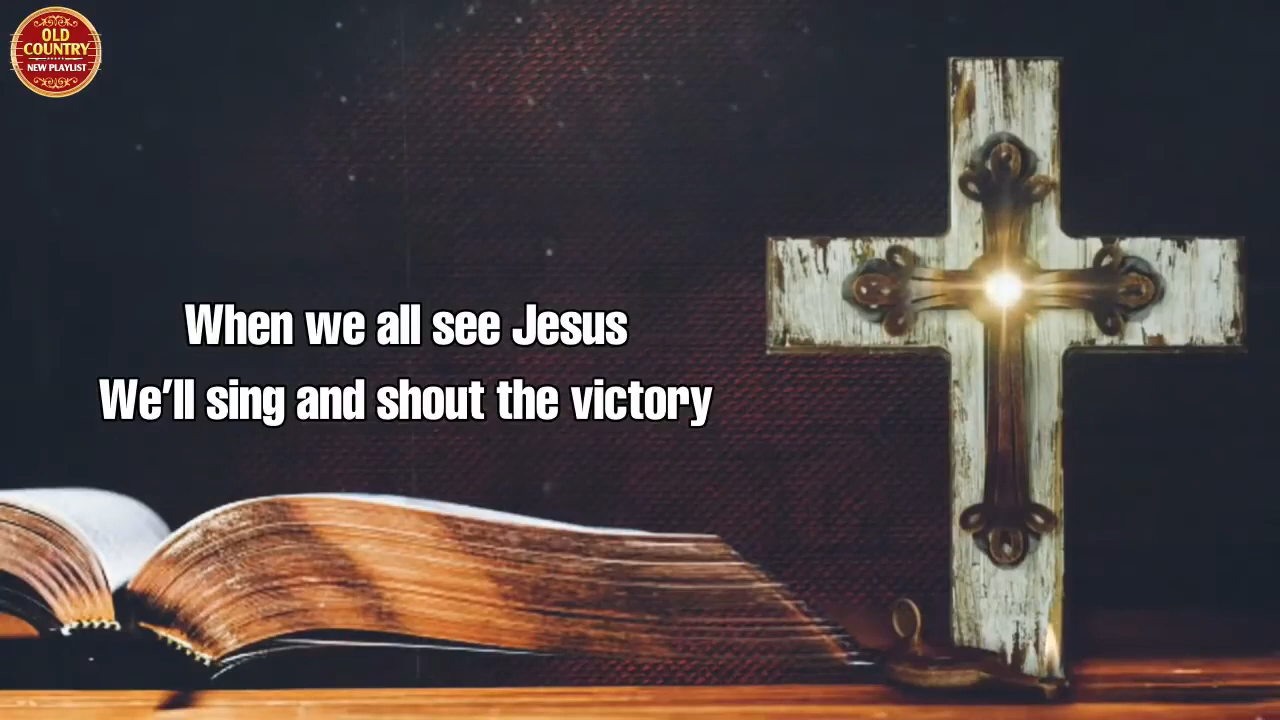 OLD
COUNTRY
NEW PLAYLIST
When we all see Jesus
We'll sing and shout the victory